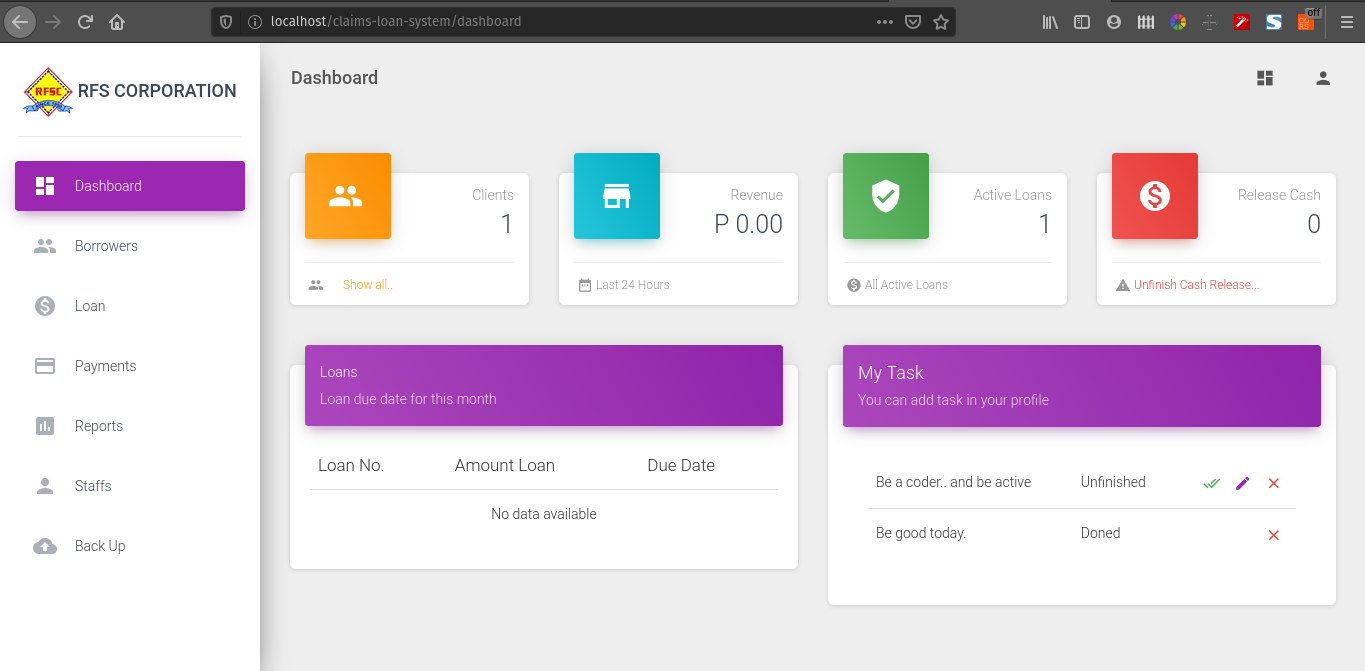 localhost/claims-loan-system/dashboard
off
RFSC
RFS CORPORATION
Dashboard
Dashboard
Borrowers
Loan
Payments
Reports
Staffs
Back Up
Clients
1
Show all..
Revenue
P 0.00
Last 24 Hours
Active Loans
1
All Active Loans
Release Cash
0
Unfinish Cash Release...
Loans
Loan due date for this month
Loan No. Amount Loan Due Date
No data available
My Task
You can add task in your profile
Be a coder.. and be active Unfinished
Be good today. Doned